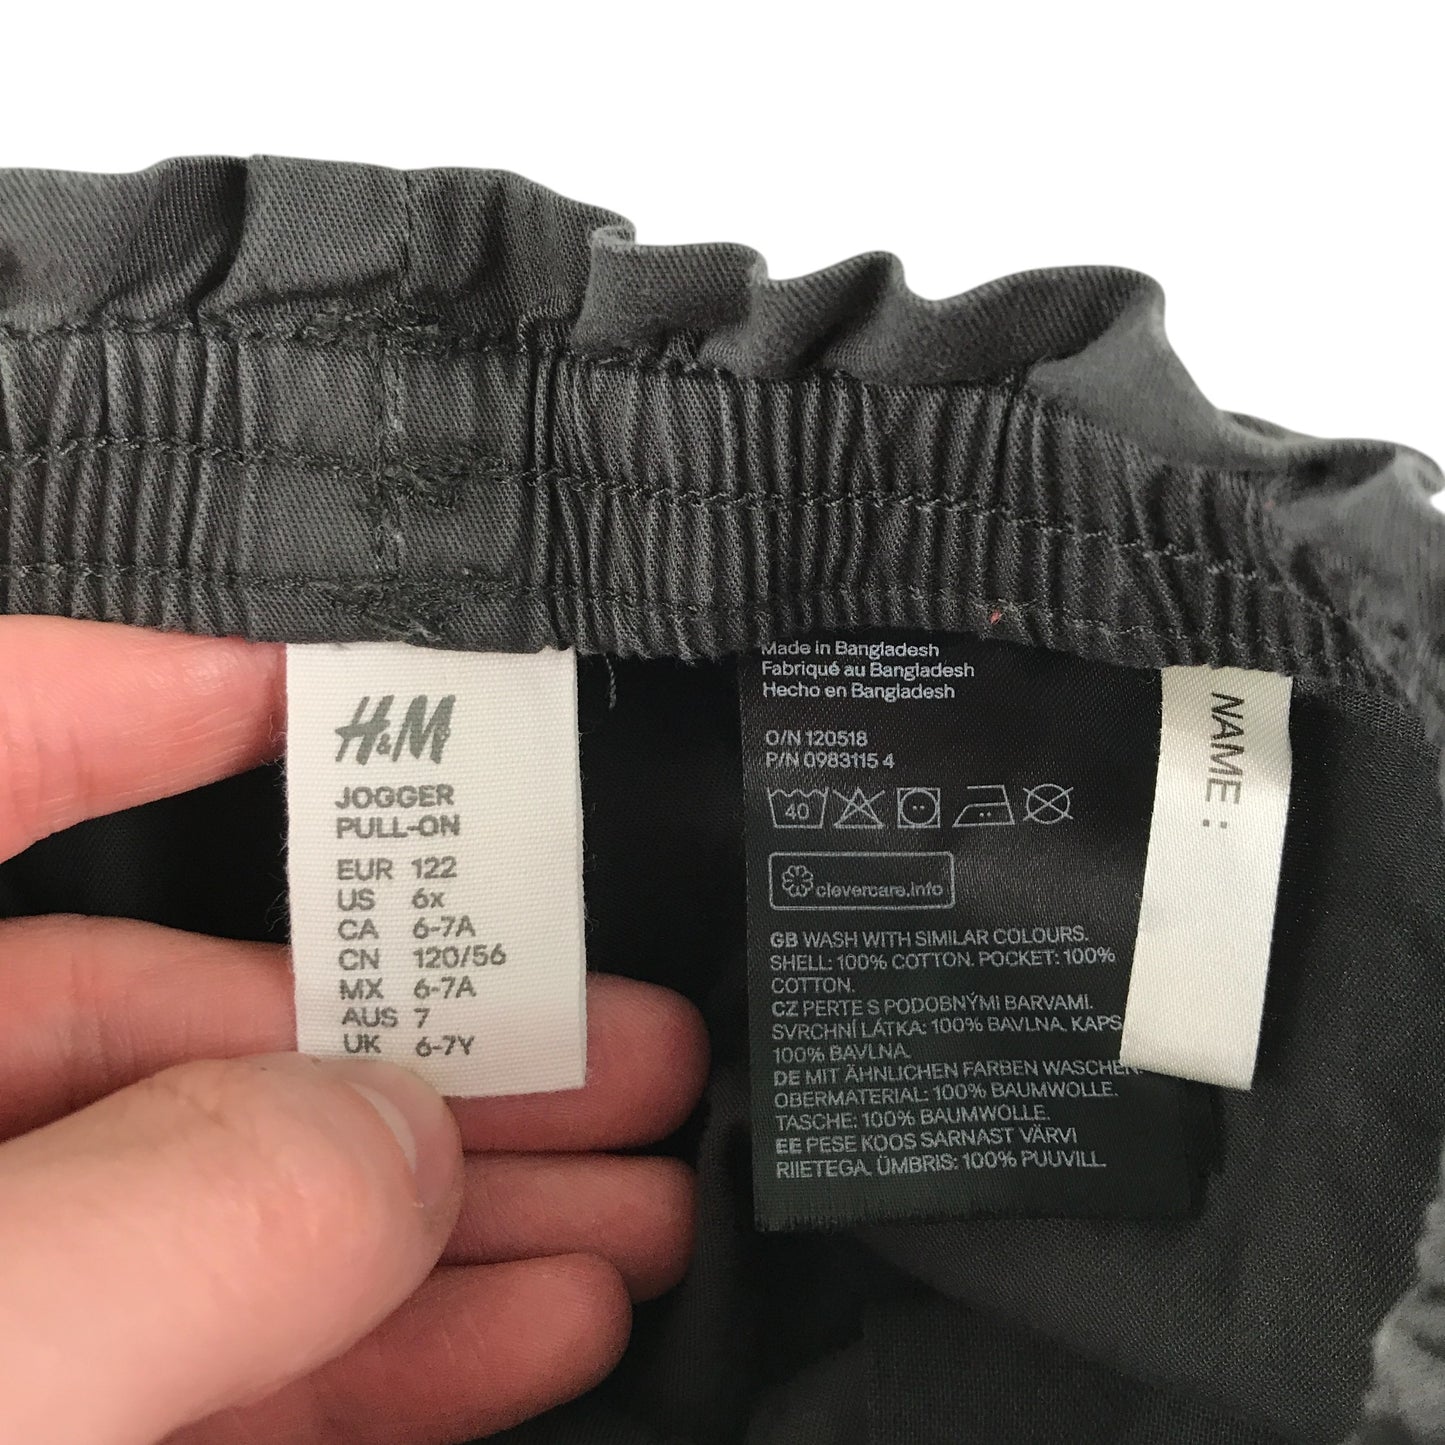 H&M
JOGGER
PULL-ON
EUR 122
US 6x
CA 6-7A
CN 120/56
MX 6-7A
AUS 7
UK 6-7Y
Made in Bangladesh
Fabriqué au Bangladesh
Hecho en Bangladesh
O/N 120518
P/N 0983115 4
40
clevercare.info
GB WASH WITH SIMILAR COLOURS.
SHELL: 100% COTTON. POCKET: 100%
COTTON.
CZ PERTE S PODOBNÝMI BARVAMI.
SVRCHNÍ LÁTKA: 100% BAVLNA. KAPS
100% BAVLNA.
DE MIT ÄHNLICHEN FARBEN WASCHEN.
OBERMATERIAL: 100% BAUMWOLLE.
TASCHE: 100% BAUMWOLLE.
EE PESE KOOS SARNAST VÄRVI
RIIETEGA. ÜMBRIS: 100% PUUVILL.
NAME :